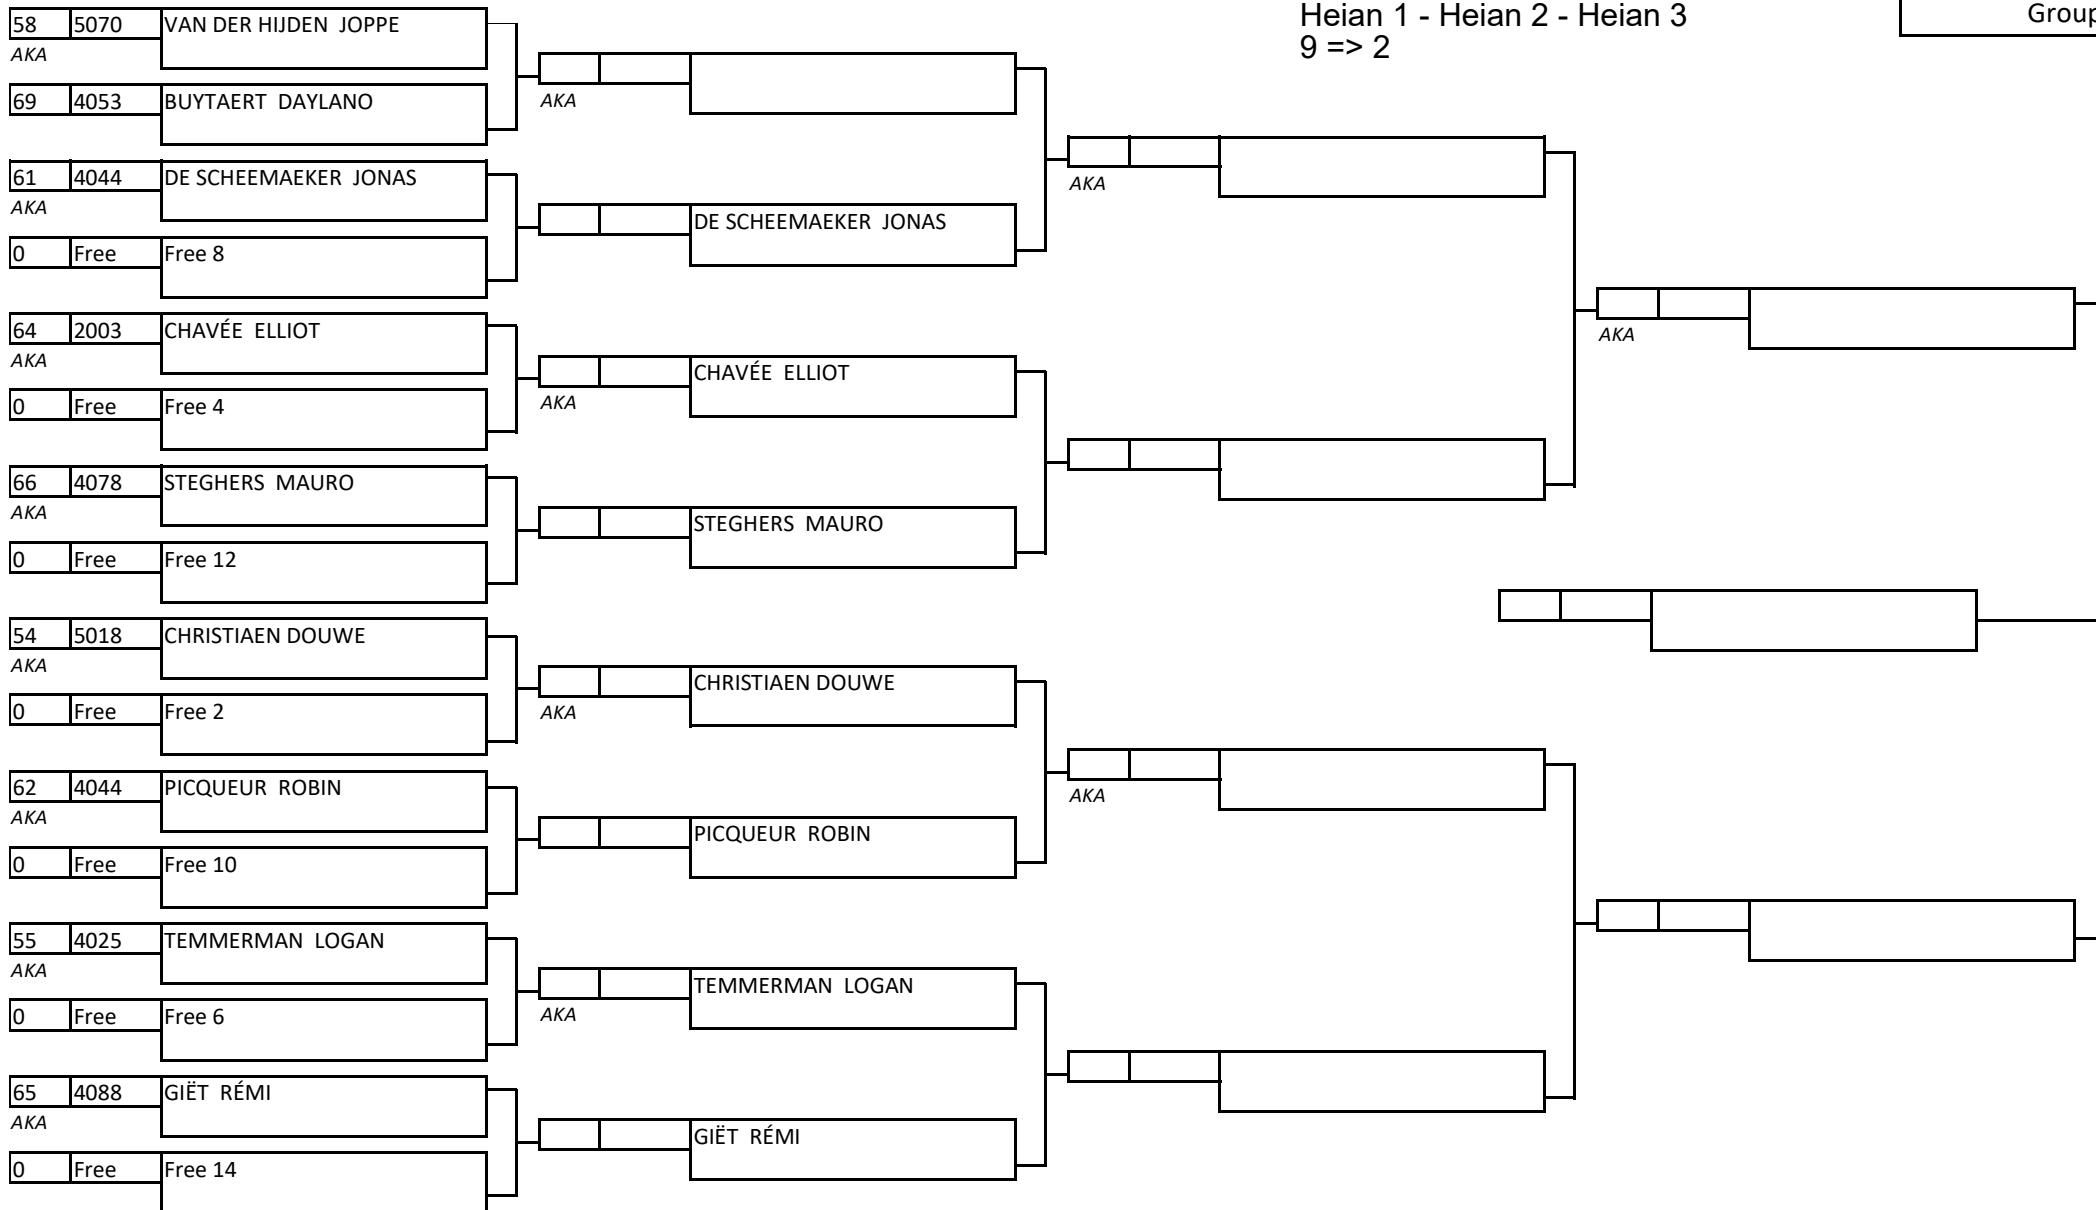 Heian 1 - Heian 2 - Heian 3
9 => 2
Group
58 5070 VAN DER HIJDEN JOPPE
AKA
69 4053 BUYTAERT DAYLANO
AKA
61 4044 DE SCHEEMAEKER JONAS
AKA
0 Free Free 8
DE SCHEEMAEKER JONAS
AKA
64 2003 CHAVÉE ELLIOT
AKA
0 Free Free 4
CHAVÉE ELLIOT
AKA
66 4078 STEGHERS MAURO
AKA
0 Free Free 12
STEGHERS MAURO
AKA
54 5018 CHRISTIAEN DOUWE
AKA
0 Free Free 2
CHRISTIAEN DOUWE
AKA
62 4044 PICQUEUR ROBIN
AKA
0 Free Free 10
PICQUEUR ROBIN
AKA
55 4025 TEMMERMAN LOGAN
AKA
0 Free Free 6
TEMMERMAN LOGAN
AKA
65 4088 GIËT RÉMI
AKA
0 Free Free 14
GIËT RÉMI